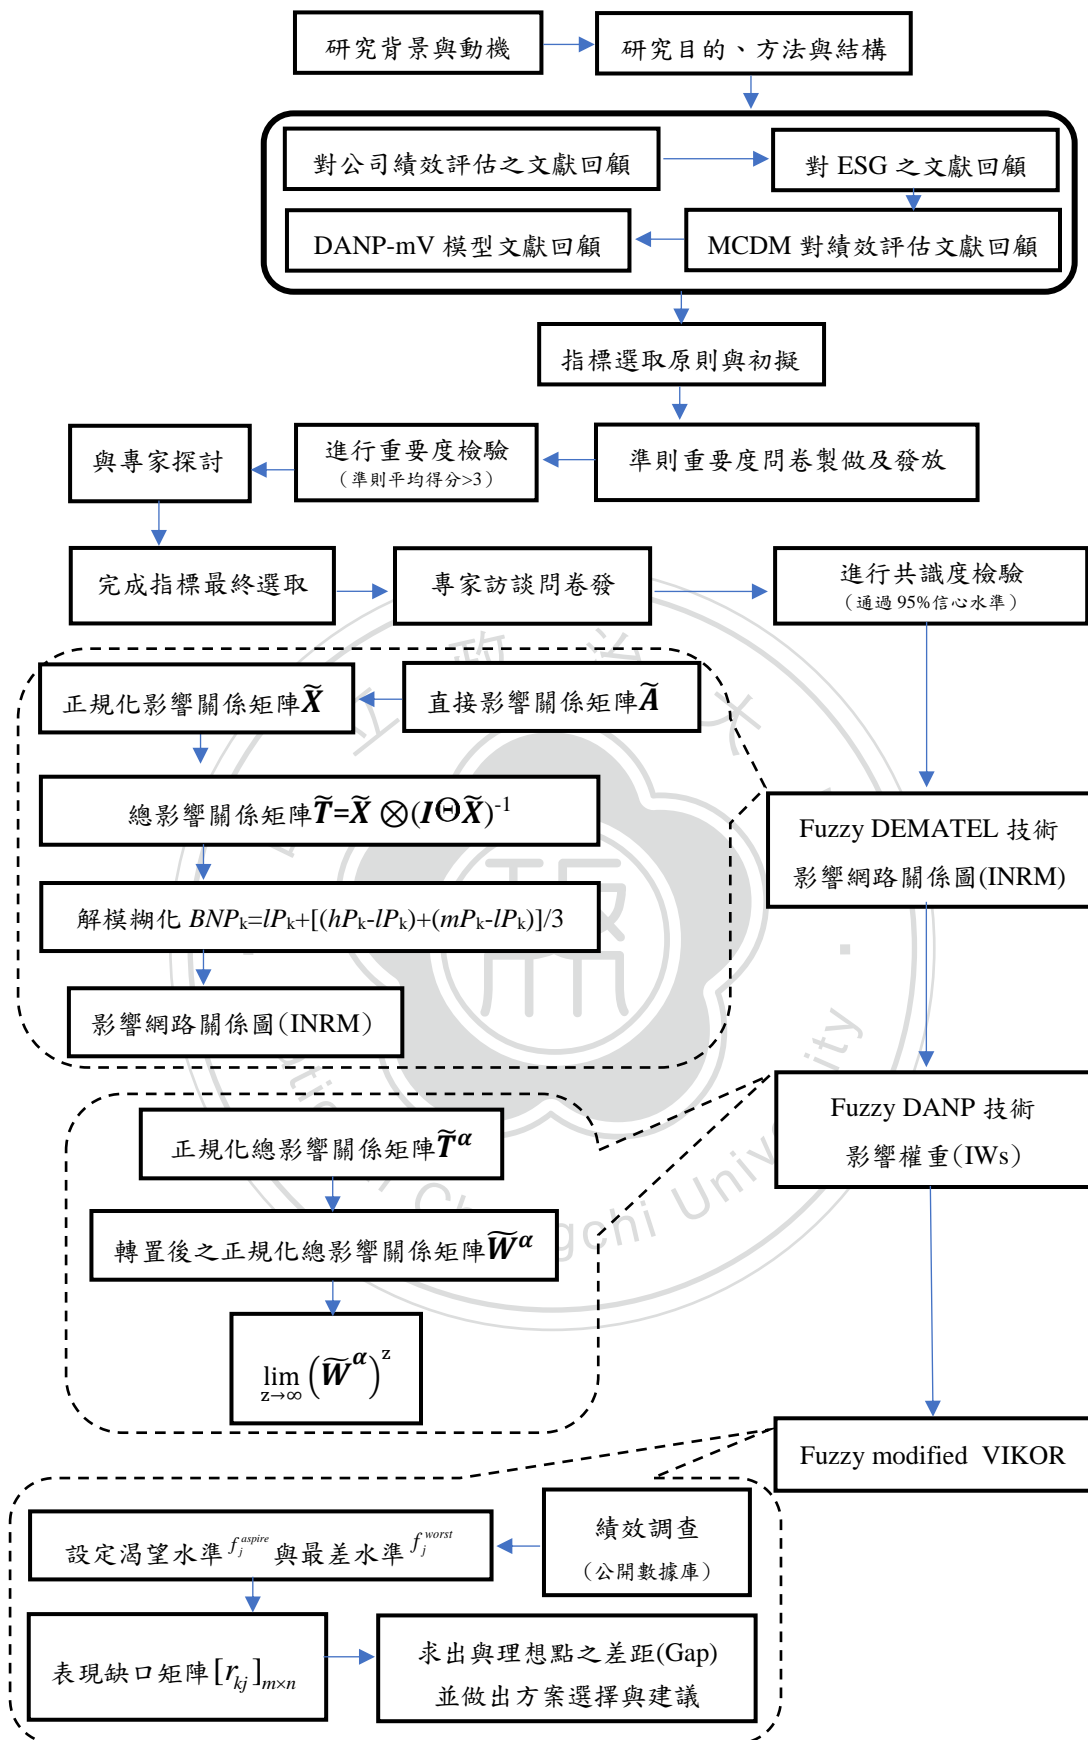 研究背景與動機
研究目的、方法與結構
對公司績效評估之文獻回顧
對 ESG 之文獻回顧
DANP-mV 模型文獻回顧
MCDM 對績效評估文獻回顧
指標選取原則與初擬
與專家探討
進行重要度檢驗
（準則平均得分>3）
準則重要度問卷製做及發放
完成指標最終選取
專家訪談問卷發
進行共識度檢驗
（通過 95%信心水準）
正規化影響關係矩陣X̃
直接影響關係矩陣Ã
總影響關係矩陣T̃=X̃ ⊗(IΘX̃)⁻¹
Fuzzy DEMATEL 技術
影響網路關係圖(INRM)
解模糊化 BNPₖ=lPₖ+[(hPₖ-lPₖ)+(mPₖ-lPₖ)]/3
影響網路關係圖(INRM)
Fuzzy DANP 技術
影響權重(IWs)
正規化總影響關係矩陣T̃^α
轉置後之正規化總影響關係矩陣W̃^α
lim z→∞ (W̃^α)^z
Fuzzy modified VIKOR
績效調查
（公開數據庫）
設定渴望水準 f_j^aspire 與最差水準 f_j^worst
表現缺口矩陣[r_kj]_m×n
求出與理想點之差距(Gap)
並做出方案選擇與建議
立政治大
National Chengchi University